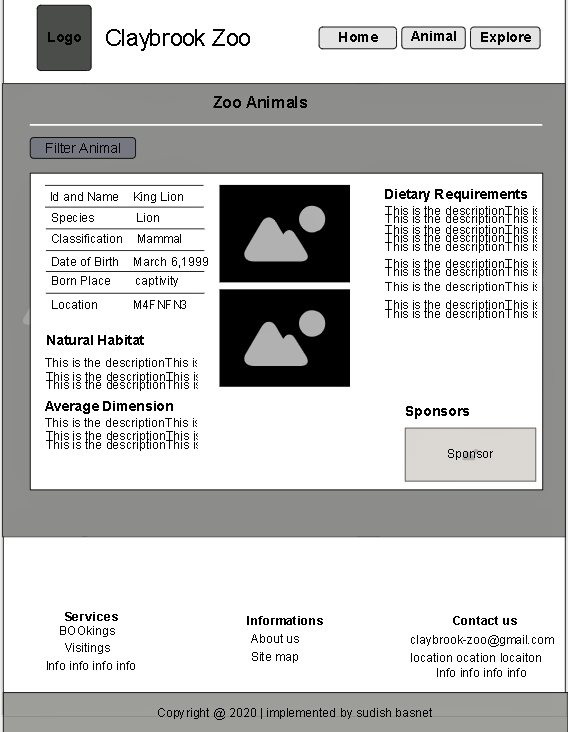 Logo
Claybrook Zoo
Home
Animal
Explore
Zoo Animals
Filter Animal
Id and Name King Lion
Species Lion
Classification Mammal
Date of Birth March 6,1999
Born Place captivity
Location M4FNFN3
Natural Habitat
This is the descriptionThis is
This is the descriptionThis is
This is the descriptionThis is
Average Dimension
This is the descriptionThis is
This is the descriptionThis is
This is the descriptionThis is
Dietary Requirements
This is the descriptionThis is
This is the descriptionThis is
This is the descriptionThis is
This is the descriptionThis is
This is the descriptionThis is
This is the descriptionThis is
This is the descriptionThis is
This is the descriptionThis is
This is the descriptionThis is
This is the descriptionThis is
Sponsors
Sponsor
Services
BOOkings
Visitings
Info info info info
Informations
About us
Site map
Contact us
claybrook-zoo@gmail.com
location ocation locaiton
Info info info info
Copyright @ 2020 | implemented by sudish basnet